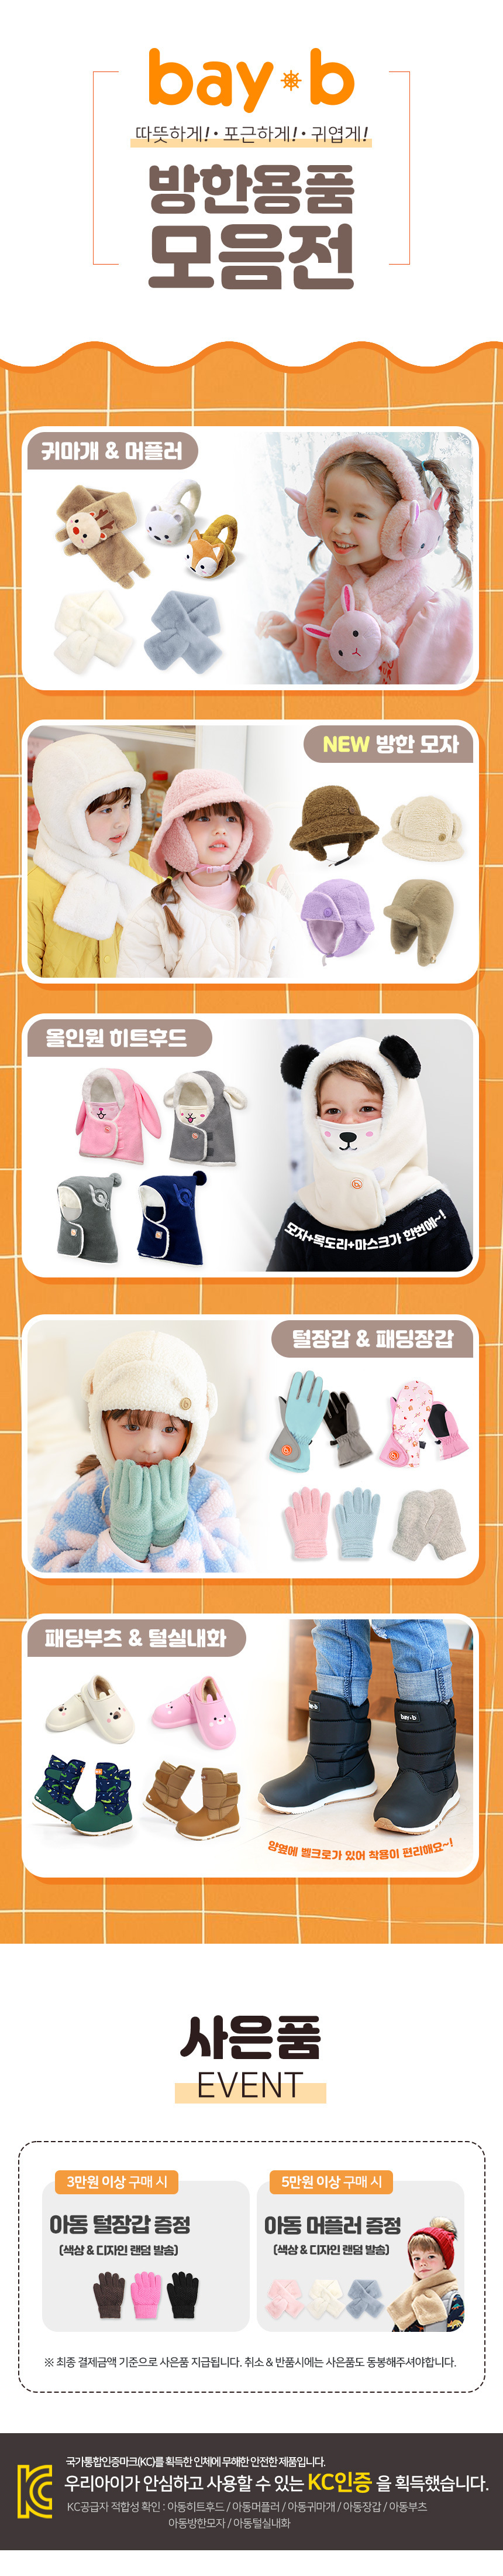 bay b
따뜻하게! · 포근하게! · 귀엽게!
방한용품
모음전
귀마개 & 머플러
NEW 방한 모자
올인원 히트후드
모자+목도리+마스크가 한번에~!
털장갑 & 패딩장갑
패딩부츠 & 털실내화
bay b
양옆에 벨크로가 있어 착용이 편리해요~!
사은품
EVENT
3만원 이상 구매 시
아동 털장갑 증정
(색상 & 디자인 랜덤 발송)
5만원 이상 구매 시
아동 머플러 증정
(색상 & 디자인 랜덤 발송)
※ 최종 결제금액 기준으로 사은품 지급됩니다. 취소 & 반품시에는 사은품도 동봉해주셔야합니다.
국가통합인증마크(KC)를 획득한 인체에 무해한 안전한 제품입니다.
우리아이가 안심하고 사용할 수 있는 KC인증 을 획득했습니다.
KC공급자 적합성 확인 : 아동히트후드 / 아동머플러 / 아동귀마개 / 아동장갑 / 아동부츠
아동방한모자 / 아동털실내화